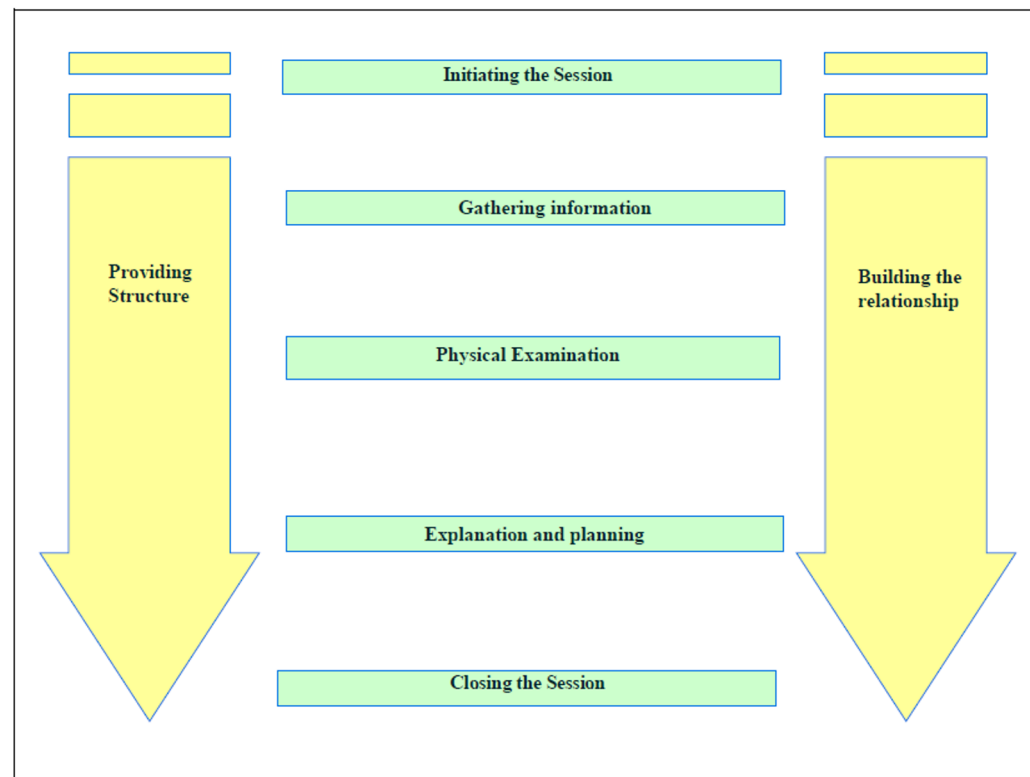 Initiating the Session
Gathering information
Providing
Structure
Building the
relationship
Physical Examination
Explanation and planning
Closing the Session